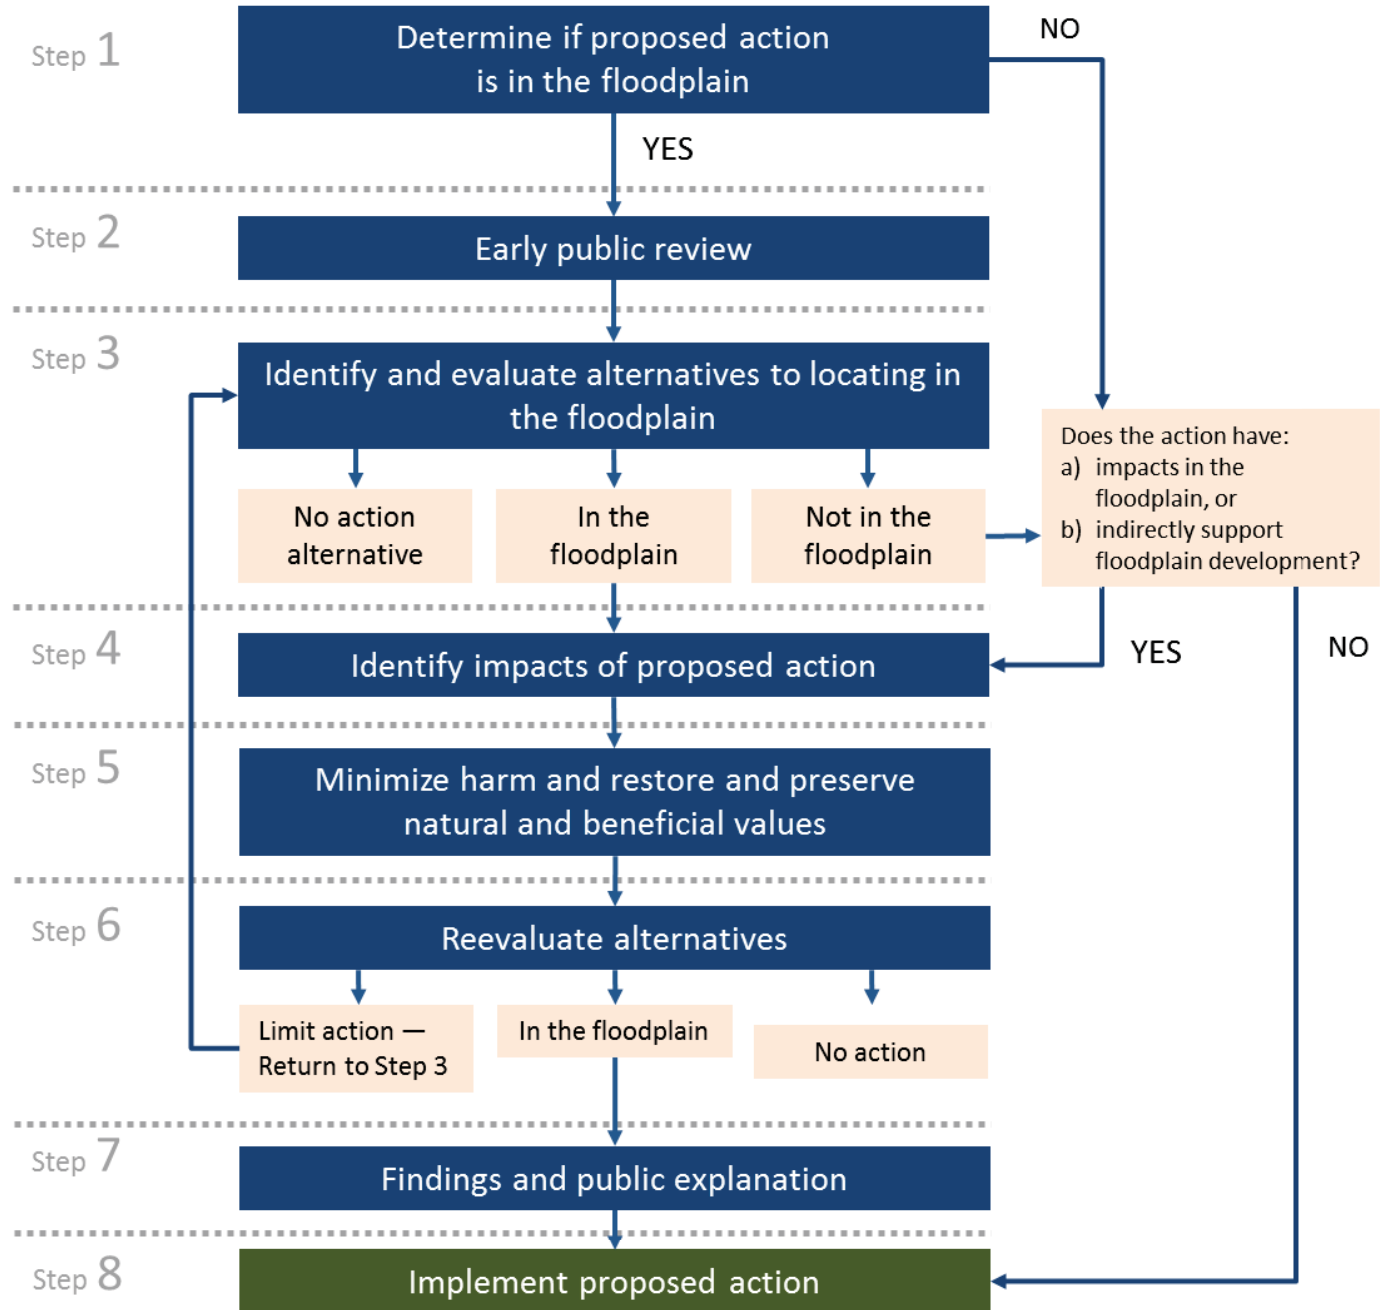 Step 1
Determine if proposed action
is in the floodplain
NO
YES
Step 2
Early public review
Step 3
Identify and evaluate alternatives to locating in
the floodplain
No action
alternative
In the
floodplain
Not in the
floodplain
Does the action have:
a) impacts in the
floodplain, or
b) indirectly support
floodplain development?
Step 4
Identify impacts of proposed action
YES
NO
Step 5
Minimize harm and restore and preserve
natural and beneficial values
Step 6
Reevaluate alternatives
Limit action —
Return to Step 3
In the floodplain
No action
Step 7
Findings and public explanation
Step 8
Implement proposed action